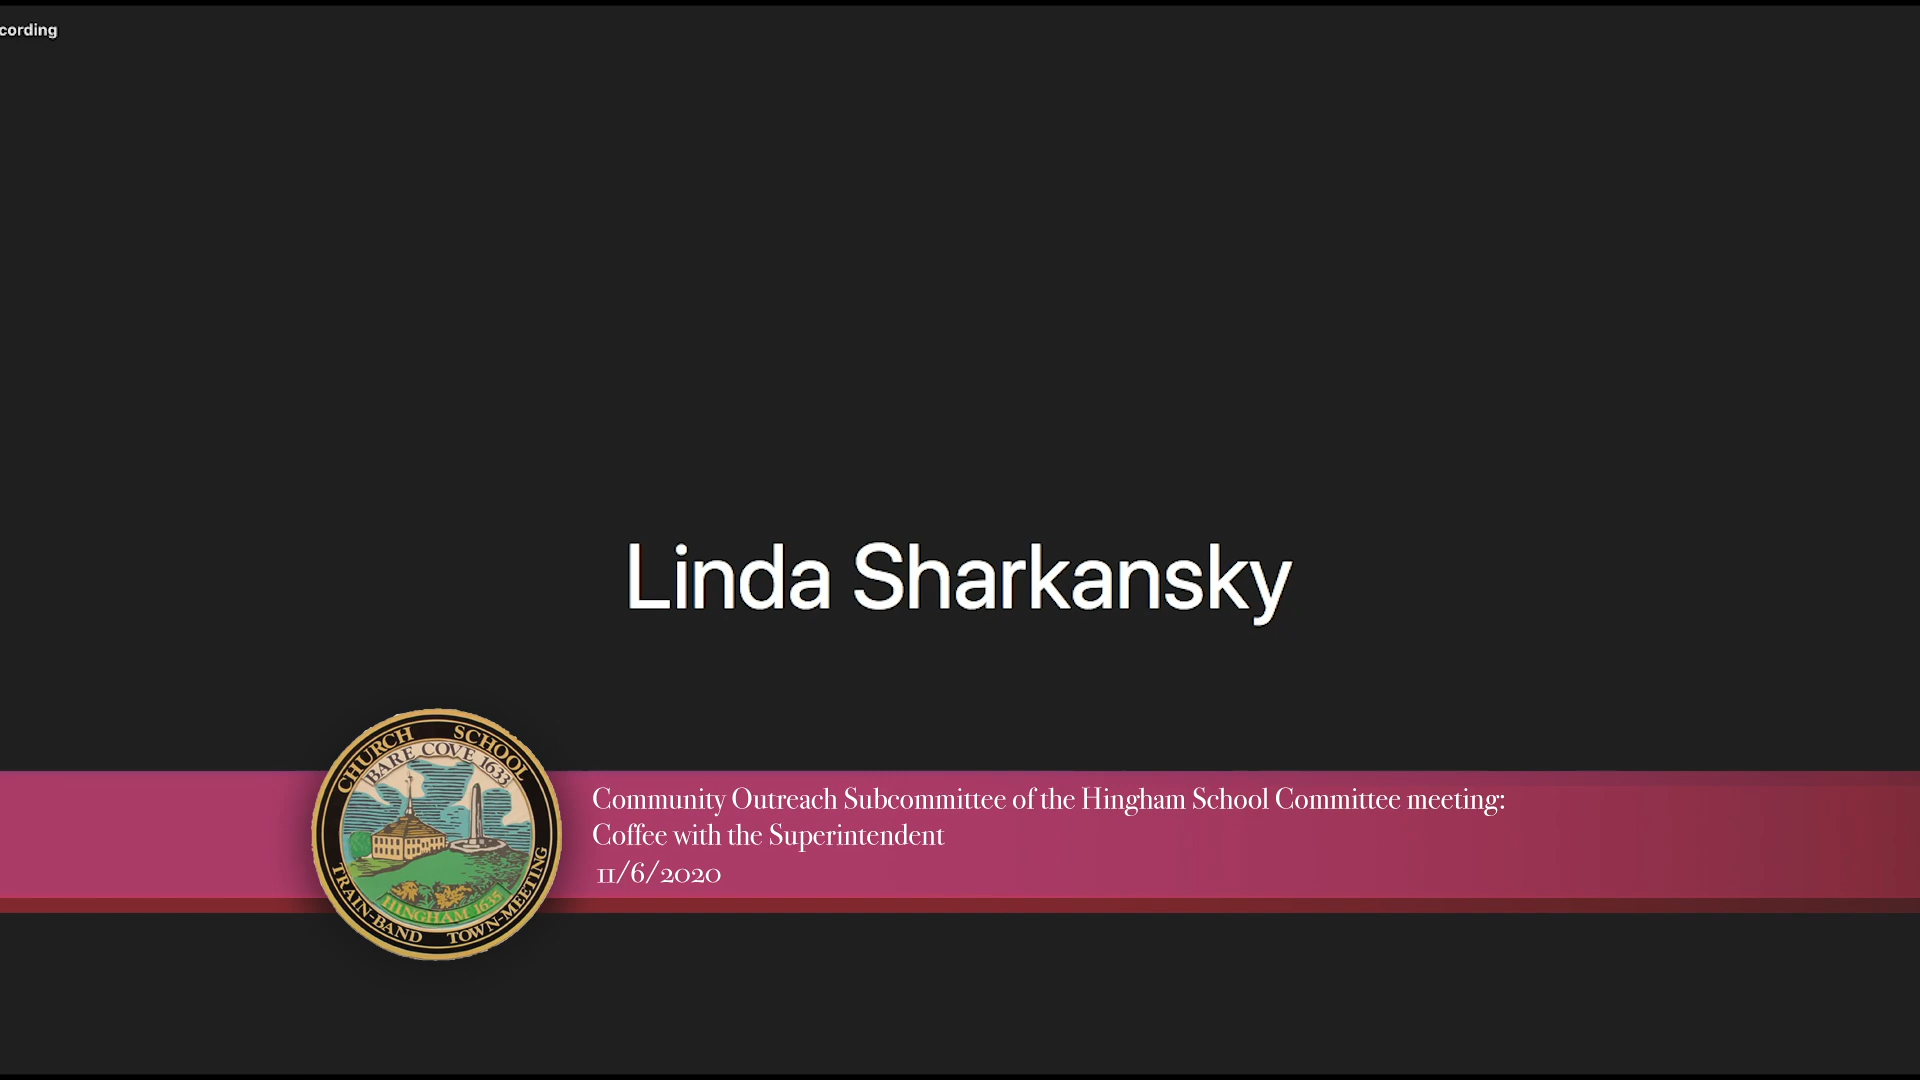 cording
Linda Sharkansky
CHURCH SCHOOL
BARE COVE 1633
HINGHAM 1635
TRAIN-BAND TOWN-MEETING
Community Outreach Subcommittee of the Hingham School Committee meeting:
Coffee with the Superintendent
11/6/2020